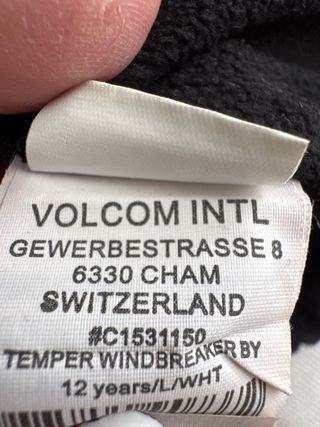 VOLCOM INTL
GEWERBESTRASSE 8
6330 CHAM
SWITZERLAND
#C1531150
TEMPER WINDBREAKER BY
12 years/L/WHT